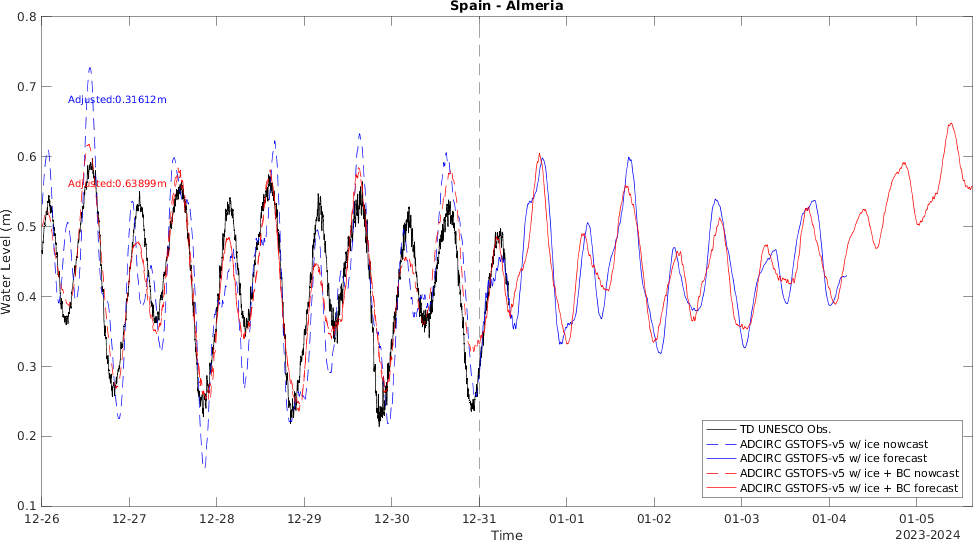 Spain - Almeria
Water Level (m)
0.8
0.7
0.6
0.5
0.4
0.3
0.2
0.1
Adjusted:0.31612m
Adjusted:0.63899m
TD UNESCO Obs.
ADCIRC GSTOFS-v5 w/ ice nowcast
ADCIRC GSTOFS-v5 w/ ice forecast
ADCIRC GSTOFS-v5 w/ ice + BC nowcast
ADCIRC GSTOFS-v5 w/ ice + BC forecast
12-26 12-27 12-28 12-29 12-30 12-31 01-01 01-02 01-03 01-04 01-05
Time
2023-2024